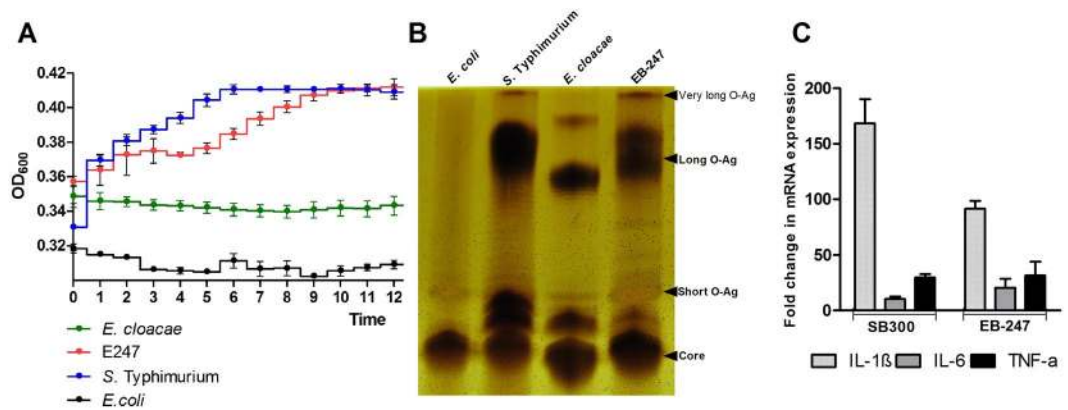 A
OD600
0.42
0.40
0.38
0.36
0.34
0.32
0 1 2 3 4 5 6 7 8 9 10 11 12
Time
E. cloacae
E247
S. Typhimurium
E.coli
B
E. coli
S. Typhimurium
E. cloacae
EB-247
Very long O-Ag
Long O-Ag
Short O-Ag
Core
C
Fold change in mRNA expression
200
150
100
50
0
SB300 EB-247
IL-1ß IL-6 TNF-a